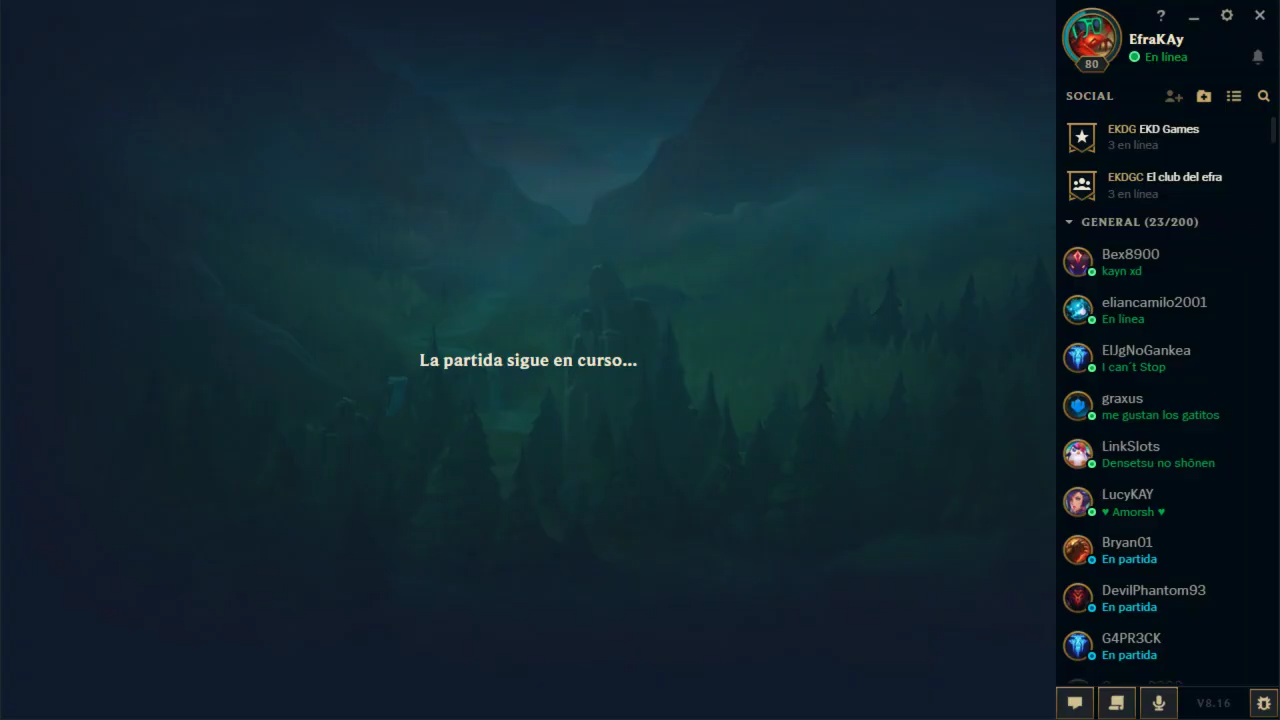 EfraKAy
En línea
80
SOCIAL
EKDG EKD Games
3 en línea
EKDGC El club del efra
3 en línea
GENERAL (23/200)
Bex8900
kayn xd
eliancamilo2001
En línea
ElJgNoGankea
I can´t Stop
graxus
me gustan los gatitos
LinkSlots
Densetsu no shōnen
LucyKAY
♥ Amorsh ♥
Bryan01
En partida
DevilPhantom93
En partida
G4PR3CK
En partida
La partida sigue en curso...
V8.16